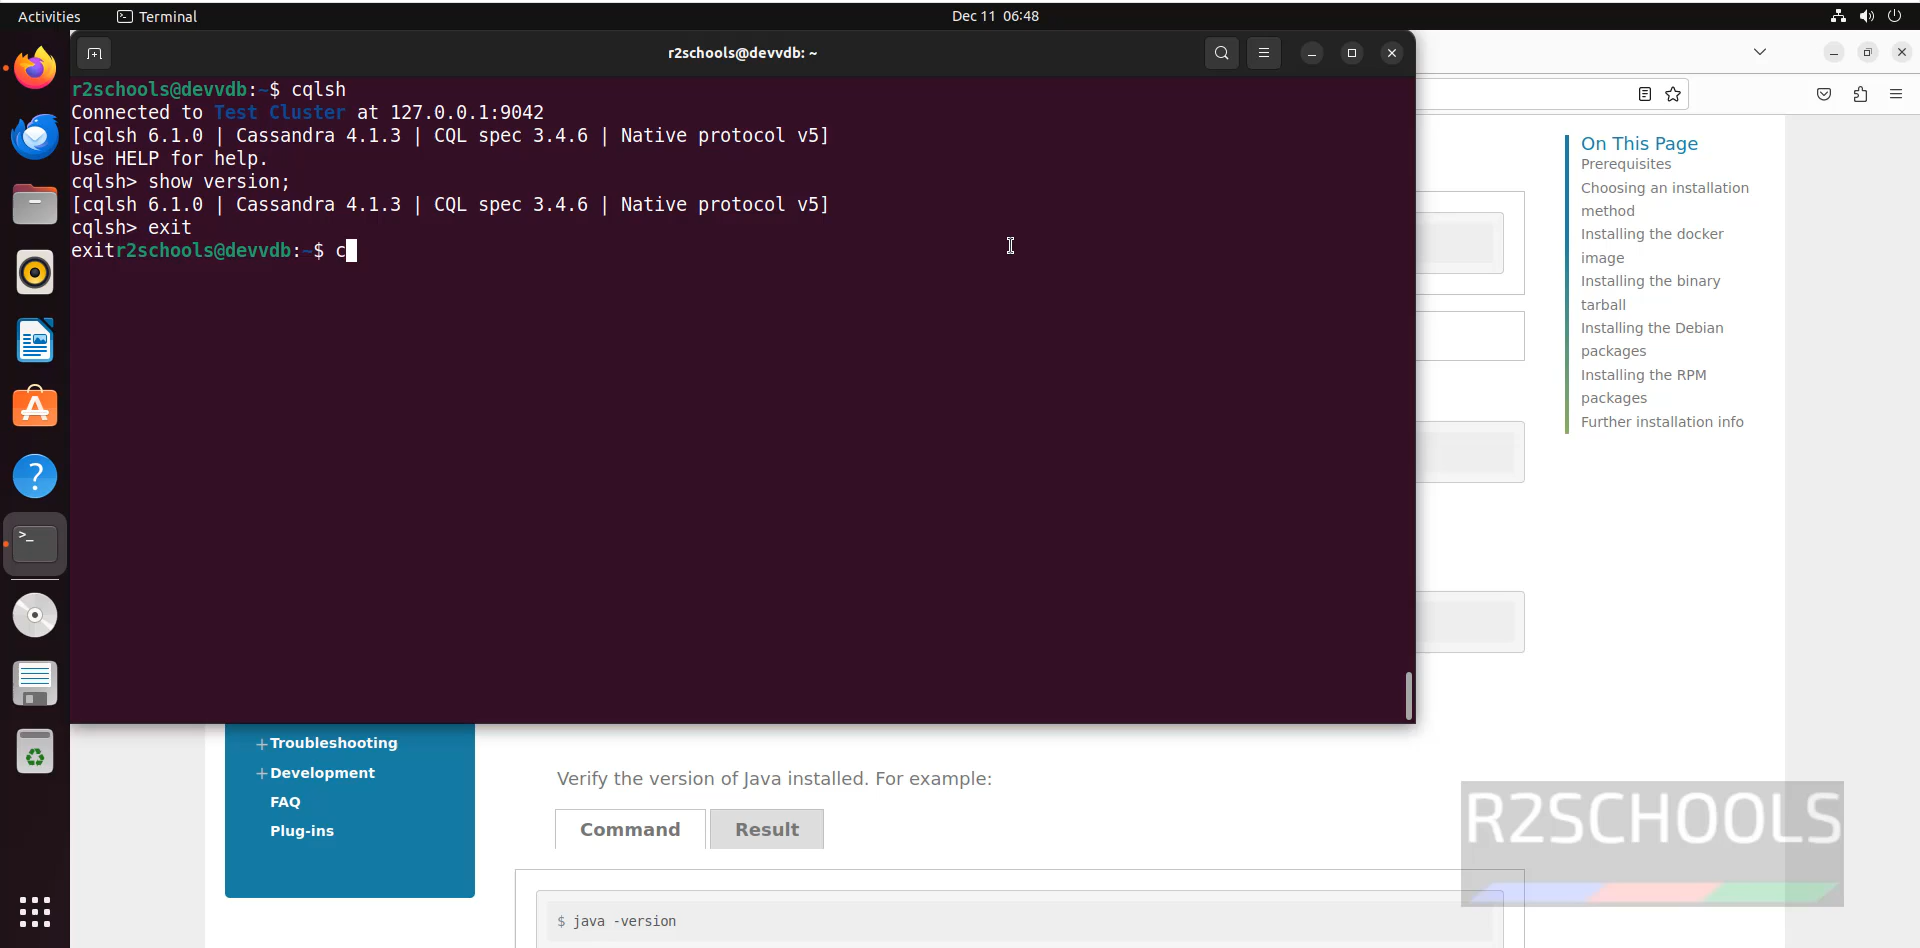 Activities
Terminal
Dec 11 06:48
r2schools@devvdb: ~
r2schools@devvdb:~$ cqlsh
Connected to Test Cluster at 127.0.0.1:9042
[cqlsh 6.1.0 | Cassandra 4.1.3 | CQL spec 3.4.6 | Native protocol v5]
Use HELP for help.
cqlsh> show version;
[cqlsh 6.1.0 | Cassandra 4.1.3 | CQL spec 3.4.6 | Native protocol v5]
cqlsh> exit
exitr2schools@devvdb:~$ c
On This Page
Prerequisites
Choosing an installation
method
Installing the docker
image
Installing the binary
tarball
Installing the Debian
packages
Installing the RPM
packages
Further installation info
+Troubleshooting
+Development
FAQ
Plug-ins
Verify the version of Java installed. For example:
Command
Result
$ java -version
R2SCHOOLS